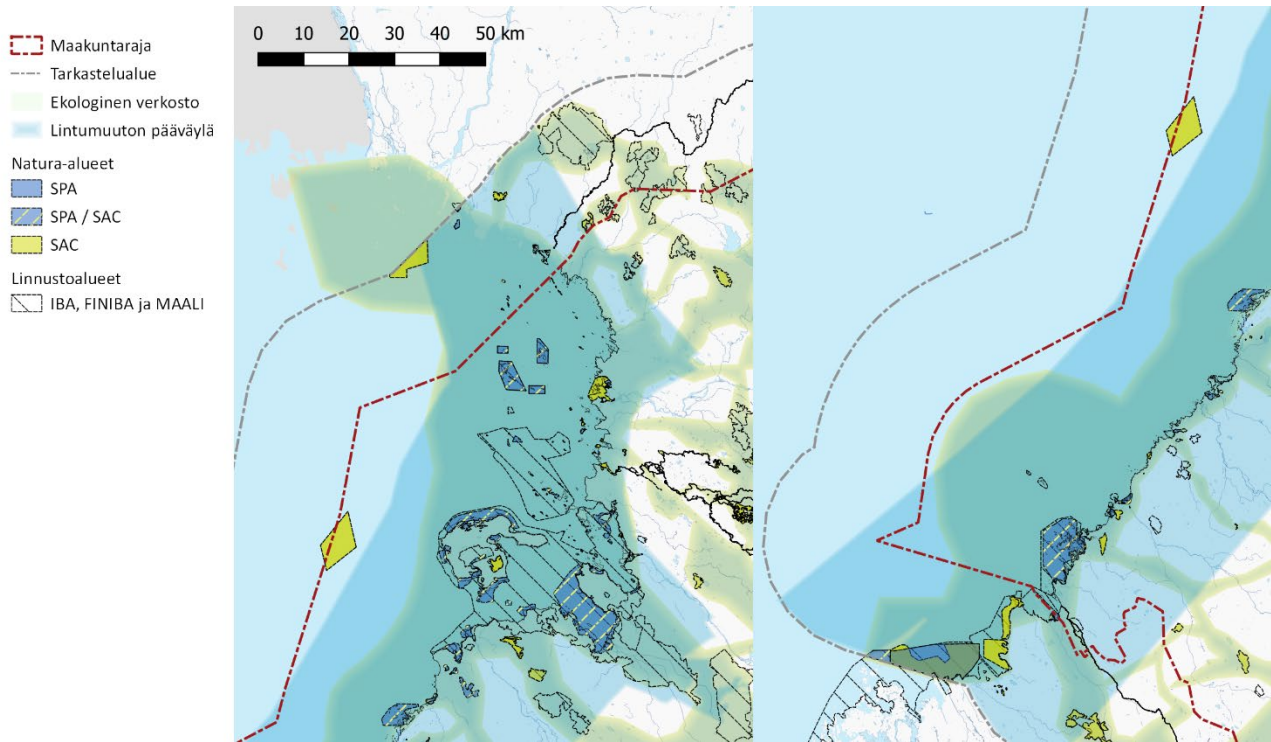 0 10 20 30 40 50 km
Maakuntaraja
Tarkastelualue
Ekologinen verkosto
Lintumuuton pääväylä
Natura-alueet
SPA
SPA / SAC
SAC
Linnustoalueet
IBA, FINIBA ja MAALI